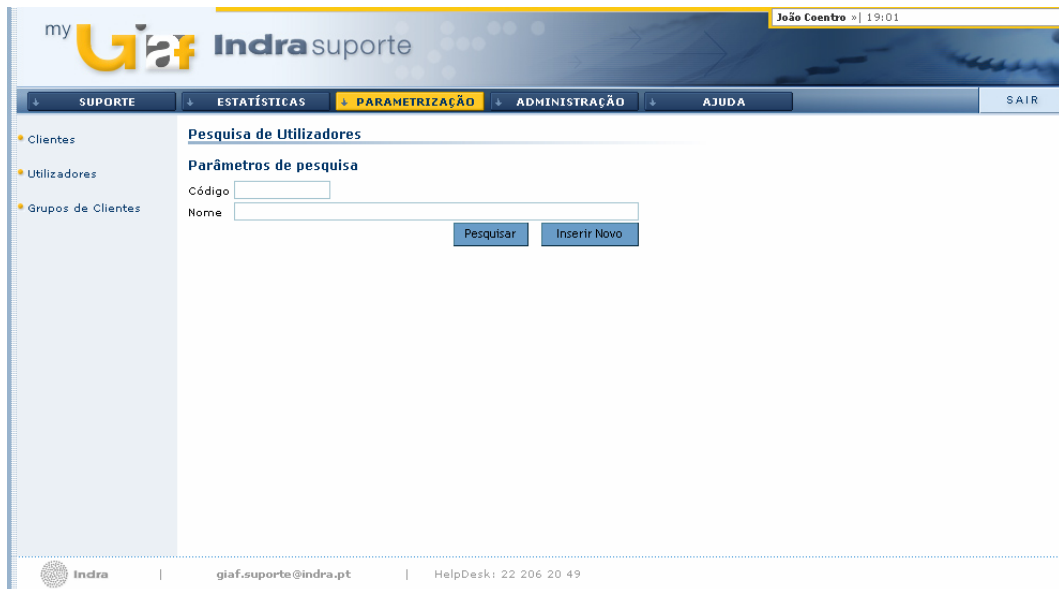 João Coentro »| 19:01
my Giaf Indra suporte
SUPORTE ESTATÍSTICAS PARAMETRIZAÇÃO ADMINISTRAÇÃO AJUDA SAIR
Clientes
Utilizadores
Grupos de Clientes
Pesquisa de Utilizadores
Parâmetros de pesquisa
Código
Nome
Pesquisar Inserir Novo
Indra | giaf.suporte@indra.pt | HelpDesk: 22 206 20 49